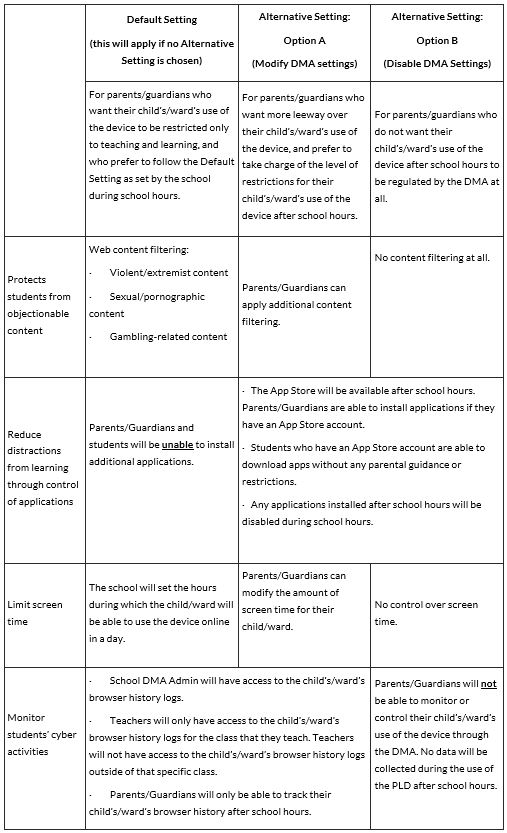 Default Setting
(this will apply if no Alternative
Setting is chosen)
Alternative Setting:
Option A
(Modify DMA settings)
Alternative Setting:
Option B
(Disable DMA Settings)
For parents/guardians who
want their child's/ward's use of
the device to be restricted only
to teaching and learning, and
who prefer to follow the Default
Setting as set by the school
during school hours.
For parents/guardians who
want more leeway over
their child's/ward's use of
the device, and prefer to
take charge of the level of
restrictions for their
child's/ward's use of the
device after school hours.
For parents/guardians who
do not want their
child's/ward's use of the
device after school hours to
be regulated by the DMA at
all.
Protects
students from
objectionable
content
Web content filtering:
· Violent/extremist content
· Sexual/pornographic
content
· Gambling-related content
Parents/Guardians can
apply additional content
filtering.
No content filtering at all.
Reduce
distractions
from learning
through control
of applications
Parents/Guardians and
students will be unable to install
additional applications.
· The App Store will be available after school hours.
Parents/Guardians are able to install applications if they
have an App Store account.
· Students who have an App Store account are able to
download apps without any parental guidance or
restrictions.
· Any applications installed after school hours will be
disabled during school hours.
Limit screen
time
The school will set the hours
during which the child/ward will
be able to use the device online
in a day.
Parents/Guardians can
modify the amount of
screen time for their
child/ward.
No control over screen
time.
Monitor
students' cyber
activities
· School DMA Admin will have access to the child's/ward's
browser history logs.
· Teachers will only have access to the child's/ward's
browser history logs for the class that they teach. Teachers
will not have access to the child's/ward's browser history logs
outside of that specific class.
· Parents/Guardians will only be able to track their
child's/ward's browser history after school hours.
Parents/Guardians will not
be able to monitor or
control their child's/ward's
use of the device through
the DMA. No data will be
collected during the use of
the PLD after school hours.